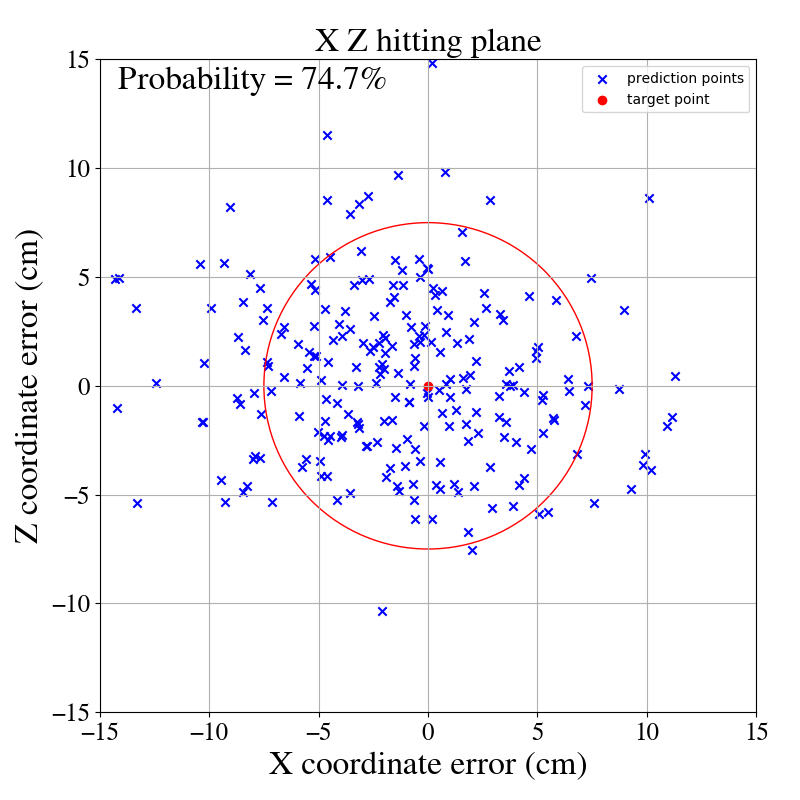 X Z hitting plane
Probability = 74.7%
prediction points
target point
Z coordinate error (cm)
15
10
5
0
−5
−10
−15
−15 −10 −5 0 5 10 15
X coordinate error (cm)